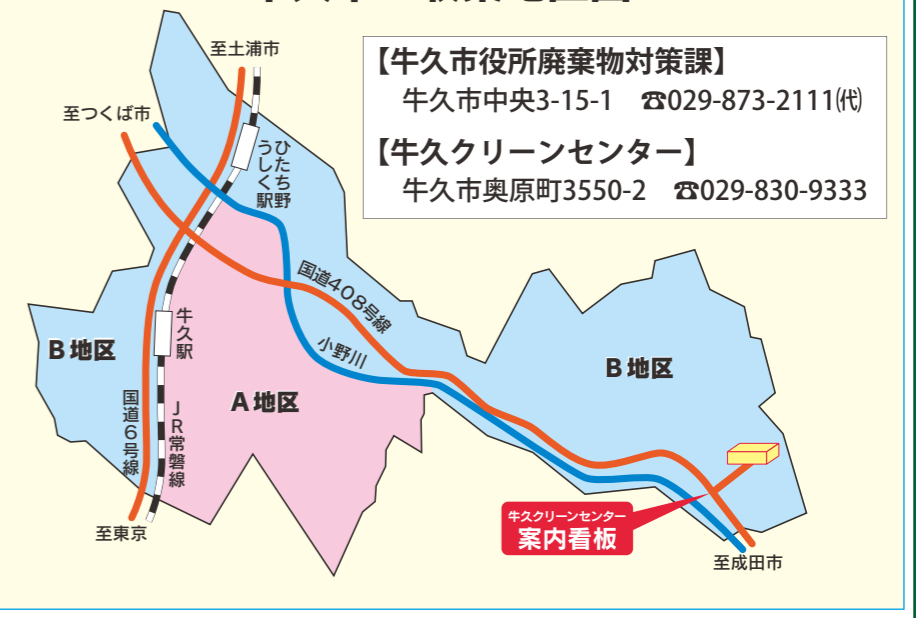 【牛久市役所廃棄物対策課】
牛久市中央3-15-1　☎029-873-2111㈹
【牛久クリーンセンター】
牛久市奥原町3550-2　☎029-830-9333
至土浦市
至つくば市
ひたち野
うしく駅
国道408号線
牛久駅
小野川
B地区
B地区
A地区
国道6号線
JR常磐線
牛久クリーンセンター
案内看板
至東京
至成田市